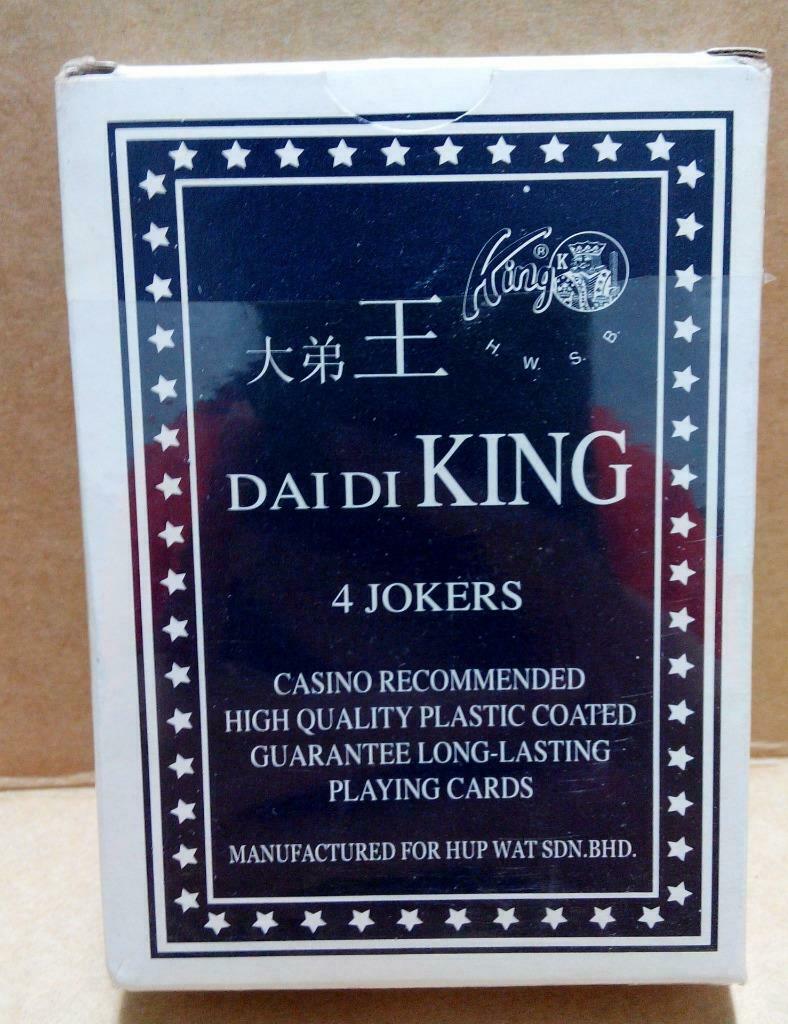 King® K
H. W. S. B.
大弟王
DAI DI KING
4 JOKERS
CASINO RECOMMENDED
HIGH QUALITY PLASTIC COATED
GUARANTEE LONG-LASTING
PLAYING CARDS
MANUFACTURED FOR HUP WAT SDN.BHD.